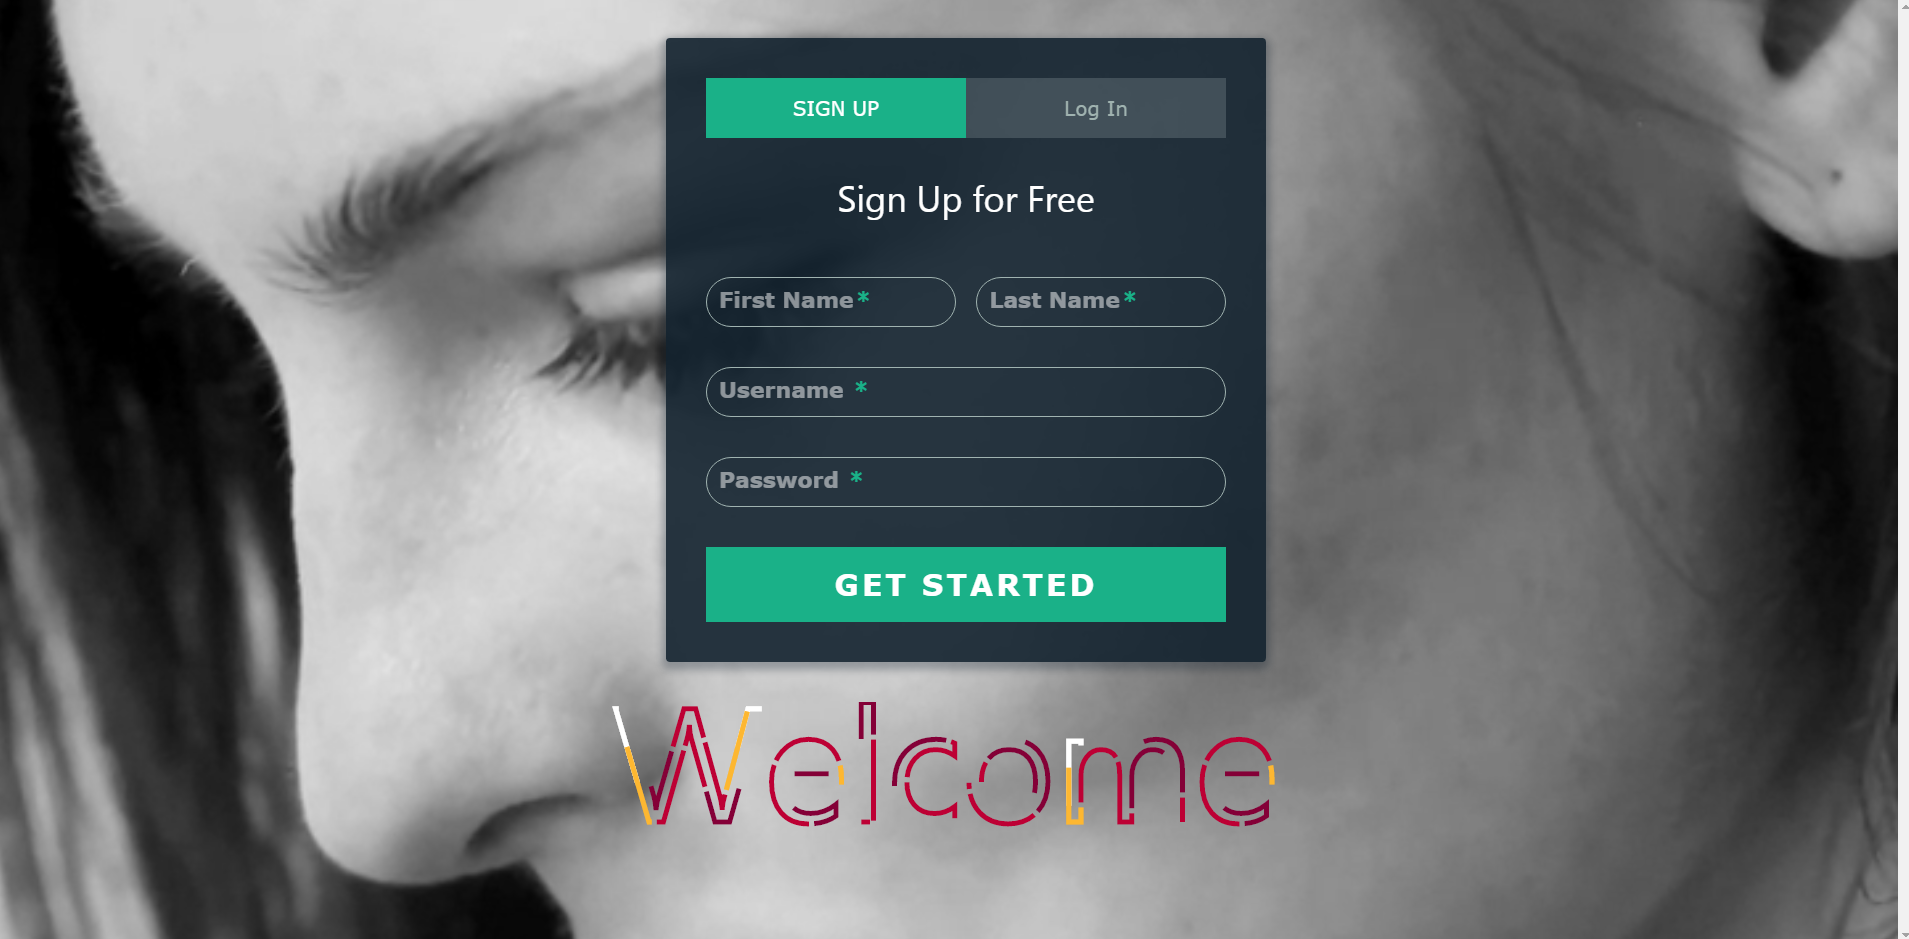 SIGN UP Log In
Sign Up for Free
First Name* Last Name*
Username *
Password *
GET STARTED
Welcome